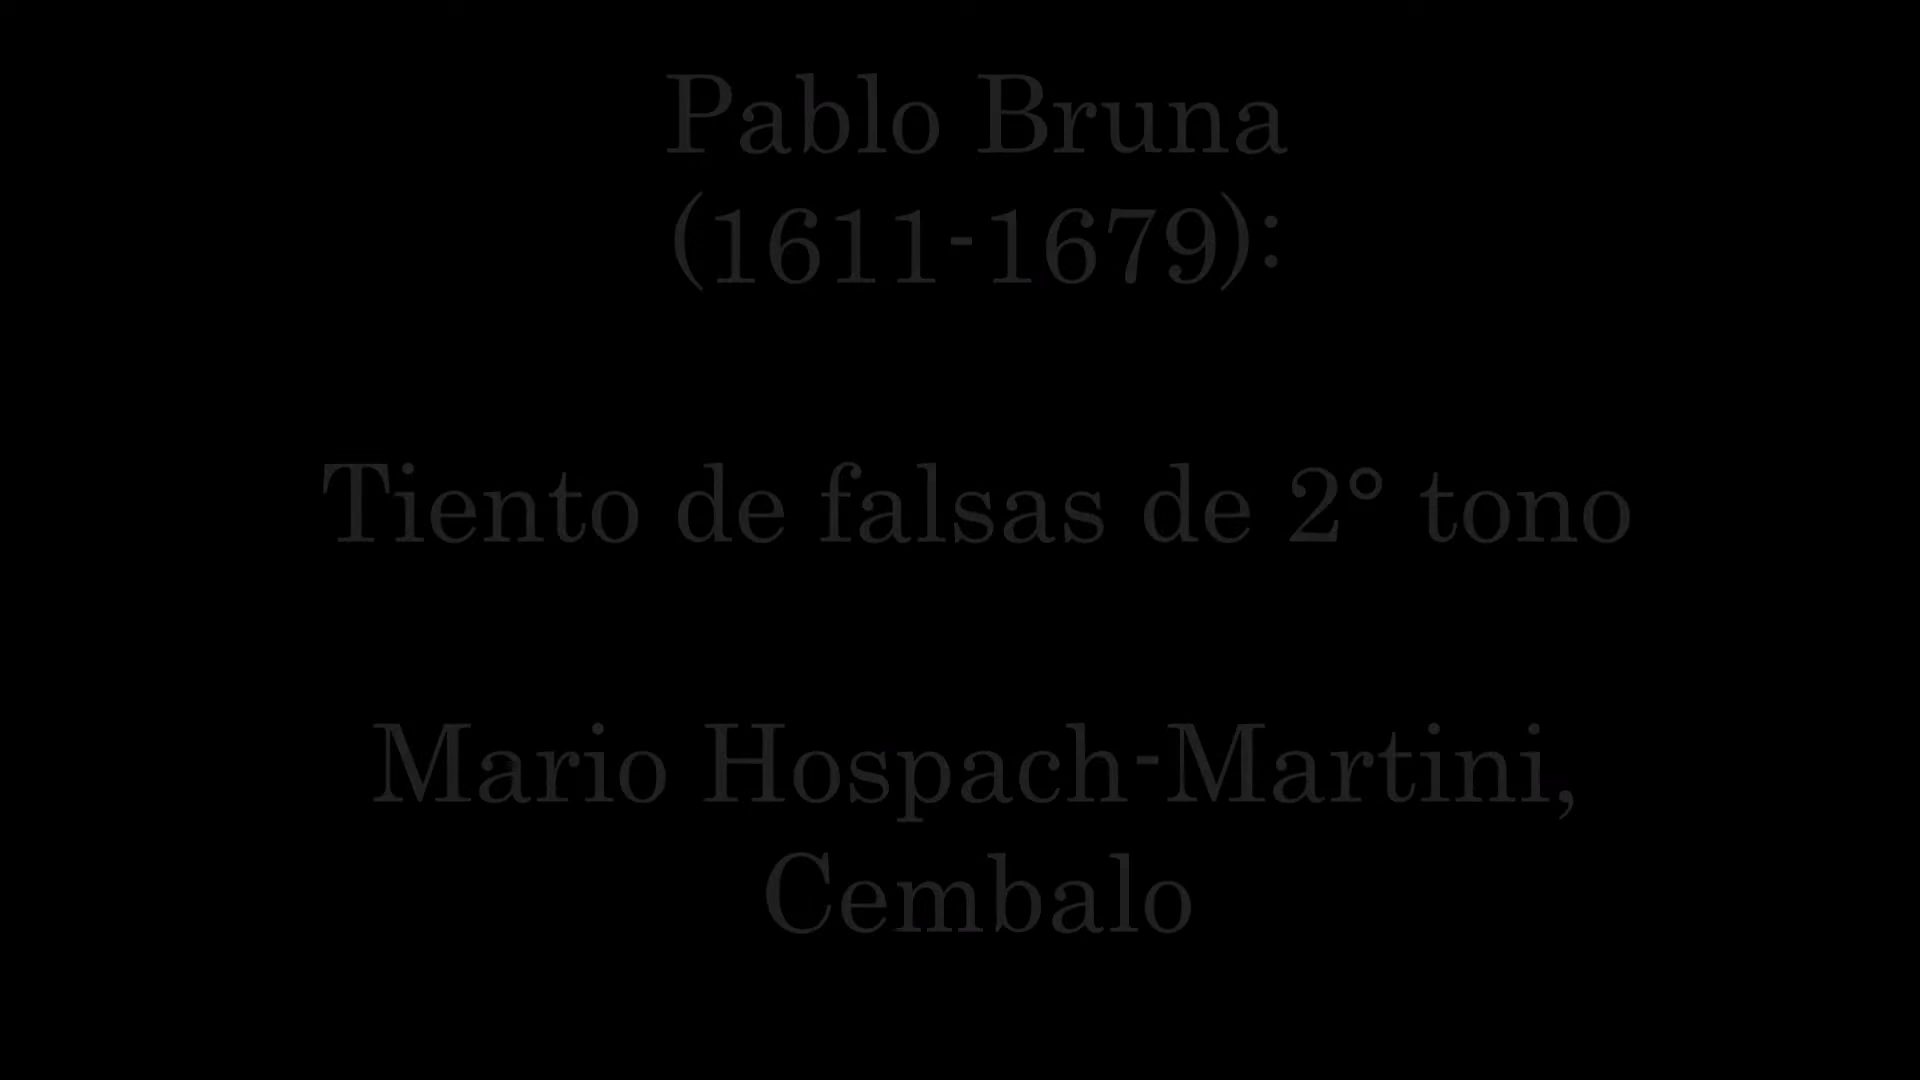 Pablo Bruna
(1611-1679):
Tiento de falsas de 2° tono
Mario Hospach-Martini,
Cembalo